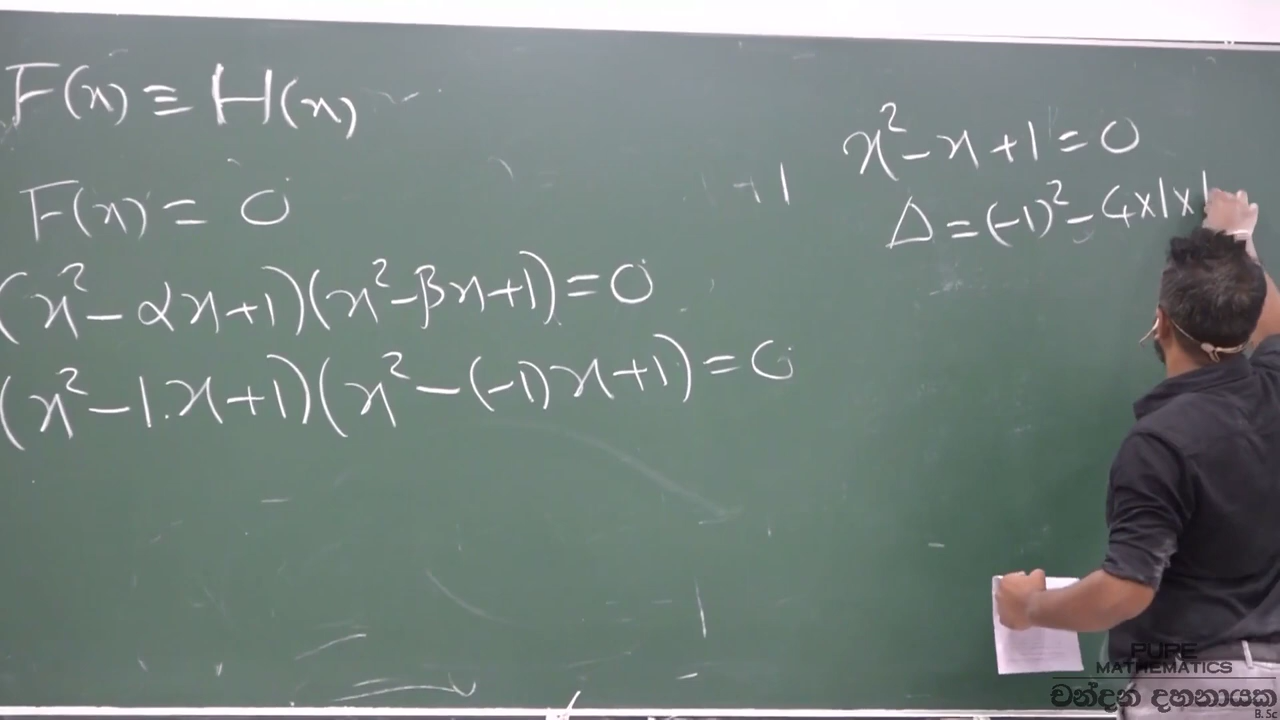 F(x) ≡ H(x)
F(x) = 0
(x² - αx + 1)(x² - βx + 1) = 0
(x² - 1.x + 1)(x² - (-1)x + 1) = 0
+1
x² - x + 1 = 0
Δ = (-1)² - 4×1×1
PURE
MATHEMATICS
චන්දන දහනායක
B.Sc